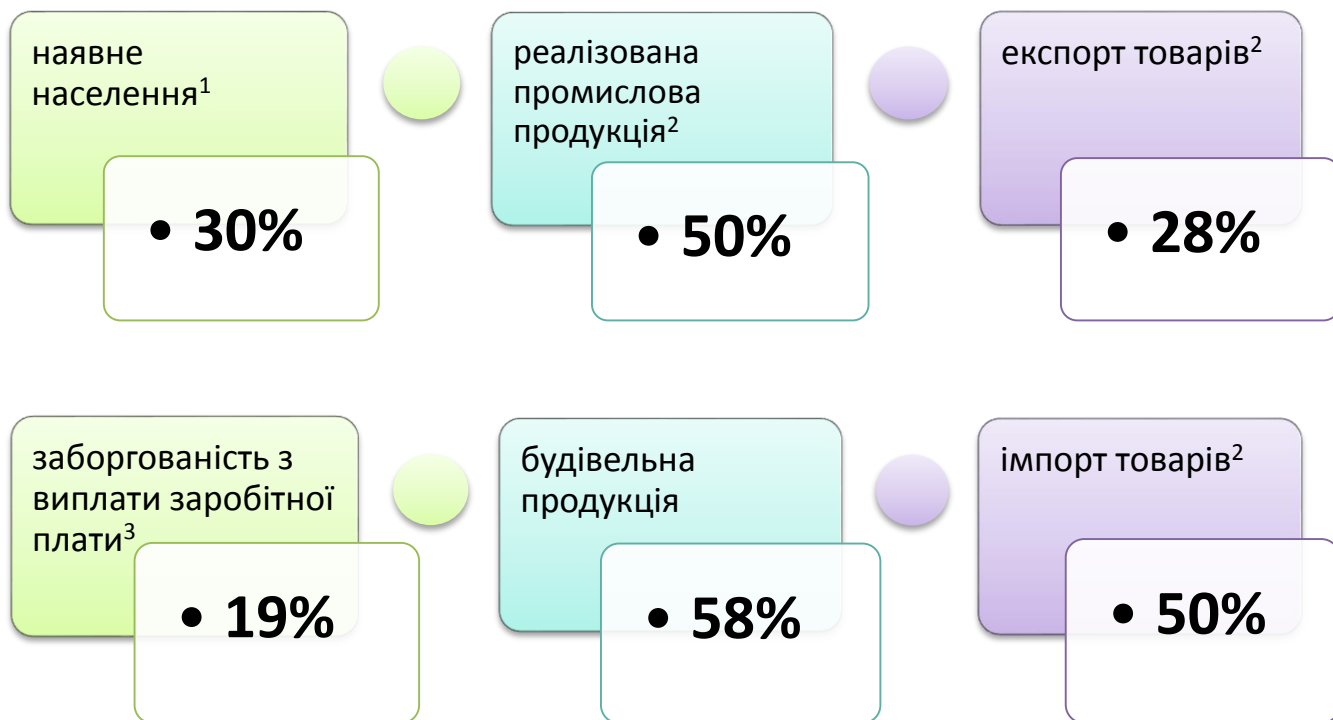 наявне
населення¹
• 30%
реалізована
промислова
продукція²
• 50%
експорт товарів²
• 28%
заборгованість з
виплати заробітної
плати³
• 19%
будівельна
продукція
• 58%
імпорт товарів²
• 50%